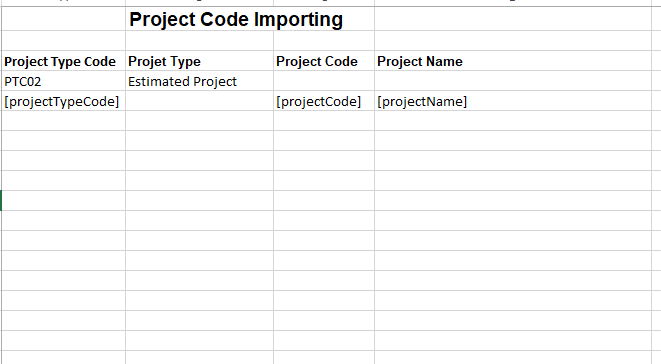 Project Code Importing
Project Type Code Projet Type Project Code Project Name
PTC02 Estimated Project
[projectTypeCode] [projectCode] [projectName]